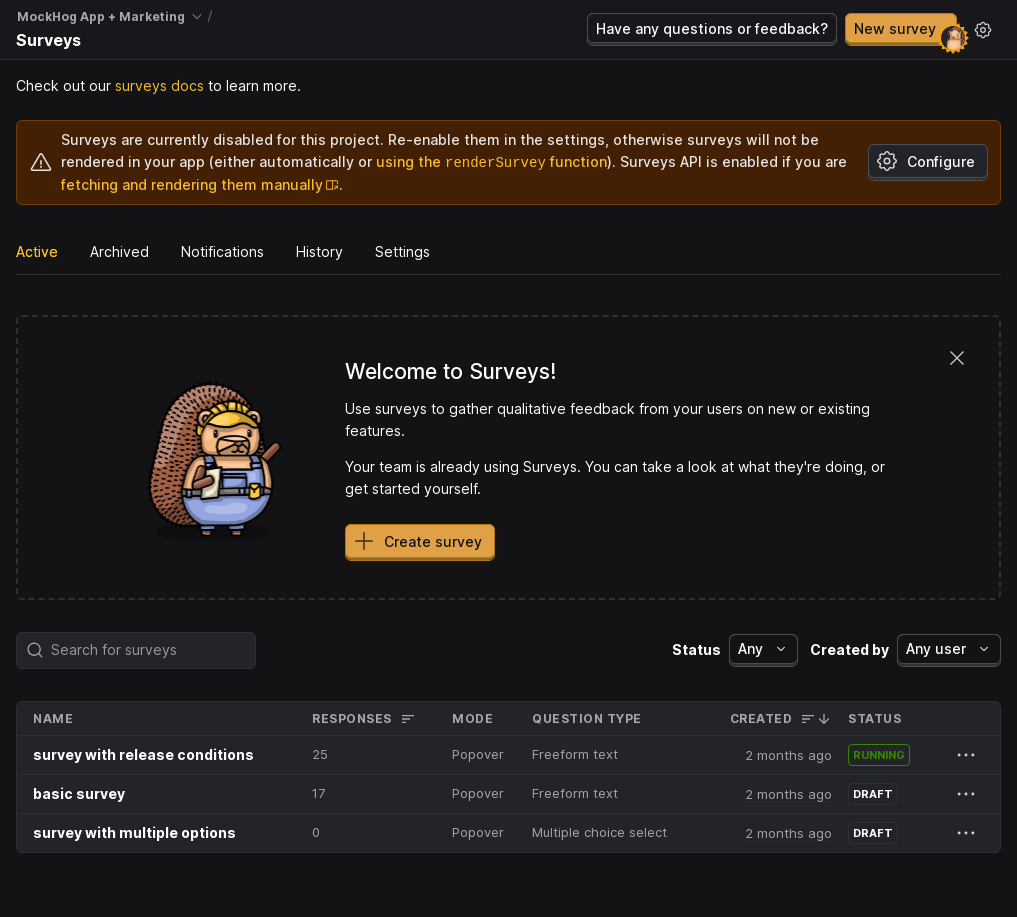 MockHog App + Marketing /
Surveys
Have any questions or feedback?
New survey
Check out our surveys docs to learn more.
Surveys are currently disabled for this project. Re-enable them in the settings, otherwise surveys will not be
rendered in your app (either automatically or using the renderSurvey function). Surveys API is enabled if you are
fetching and rendering them manually.
Configure
Active Archived Notifications History Settings
Welcome to Surveys!
Use surveys to gather qualitative feedback from your users on new or existing
features.
Your team is already using Surveys. You can take a look at what they're doing, or
get started yourself.
Create survey
Search for surveys
Status Any Created by Any user
NAME RESPONSES MODE QUESTION TYPE CREATED STATUS
survey with release conditions 25 Popover Freeform text 2 months ago RUNNING
basic survey 17 Popover Freeform text 2 months ago DRAFT
survey with multiple options 0 Popover Multiple choice select 2 months ago DRAFT